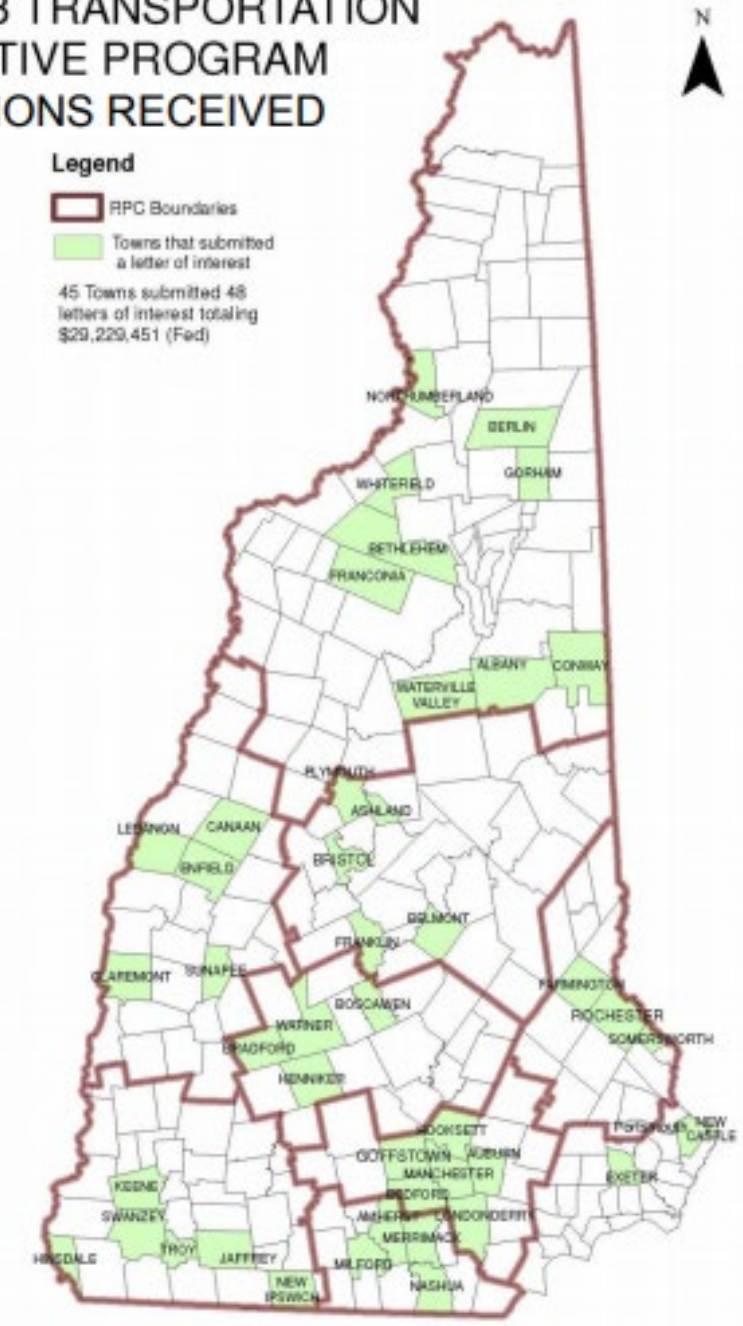 B TRANSPORTATION
TIVE PROGRAM
IONS RECEIVED
N
Legend
RPC Boundaries
Towns that submitted
a letter of interest
45 Towns submitted 48
letters of interest totaling
$29,229,451 (Fed)
NORTHUMBERLAND
BERLIN
GORHAM
WHITEFIELD
BETHLEHEM
FRANCONIA
ALBANY
CONWAY
WATERVILLE
VALLEY
PLYMOUTH
ASHLAND
LEBANON
CANAAN
ENFIELD
BRISTOL
BELMONT
FRANKLIN
CLAREMONT
SUNAPEE
FARMINGTON
BOSCAWEN
ROCHESTER
WARNER
SOMERSWORTH
BRADFORD
HENNIKER
HOOKSETT
Portsmouth
NEW
CASTLE
GOFFSTOWN
AUBURN
MANCHESTER
EXETER
KEENE
BEDFORD
SWANZEY
AMHERST
LONDONDERRY
MERRIMACK
TROY
HINSDALE
JAFFREY
MILFORD
NEW
IPSWICH
NASHUA